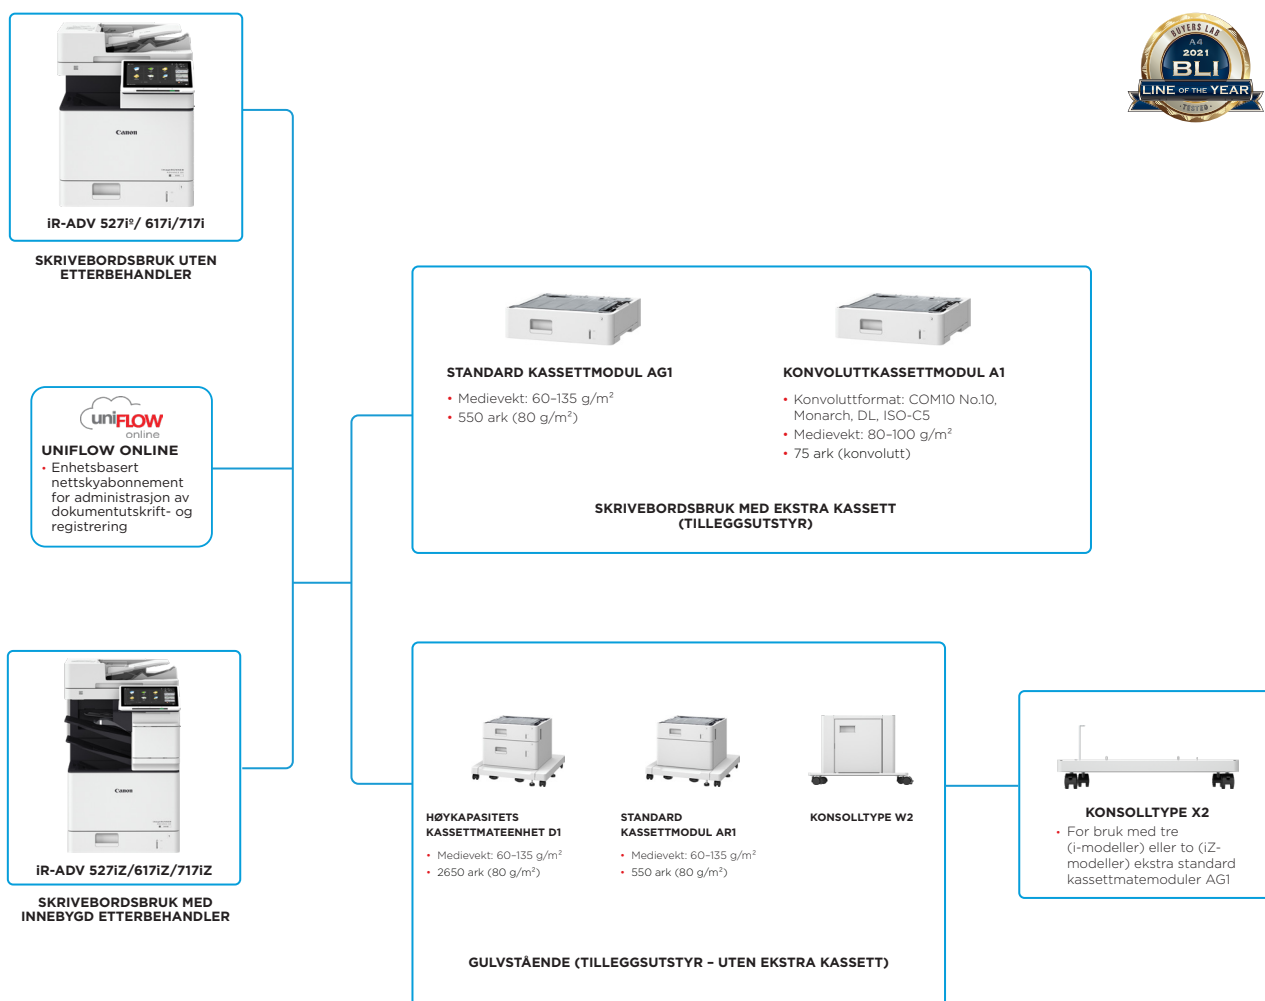 BUYERS LAB
A4
2021
BLI
LINE OF THE YEAR
TESTED
Canon
iR-ADV 527iº/ 617i/717i
SKRIVEBORDSBRUK UTEN
ETTERBEHANDLER
STANDARD KASSETTMODUL AG1
• Medievekt: 60–135 g/m²
• 550 ark (80 g/m²)
KONVOLUTTKASSETTMODUL A1
• Konvoluttformat: COM10 No.10,
Monarch, DL, ISO-C5
• Medievekt: 80–100 g/m²
• 75 ark (konvolutt)
SKRIVEBORDSBRUK MED EKSTRA KASSETT
(TILLEGGSUTSTYR)
uniFLOW
online
UNIFLOW ONLINE
• Enhetsbasert
nettskyabonnement
for administrasjon av
dokumentutskrift- og
registrering
Canon
iR-ADV 527iZ/617iZ/717iZ
SKRIVEBORDSBRUK MED
INNEBYGD ETTERBEHANDLER
HØYKAPASITETS
KASSETTMATEENHET D1
• Medievekt: 60–135 g/m²
• 2650 ark (80 g/m²)
STANDARD
KASSETTMODUL AR1
• Medievekt: 60–135 g/m²
• 550 ark (80 g/m²)
KONSOLLTYPE W2
GULVSTÅENDE (TILLEGGSUTSTYR – UTEN EKSTRA KASSETT)
KONSOLLTYPE X2
• For bruk med tre
(i-modeller) eller to (iZ-
modeller) ekstra standard
kassettmatemoduler AG1